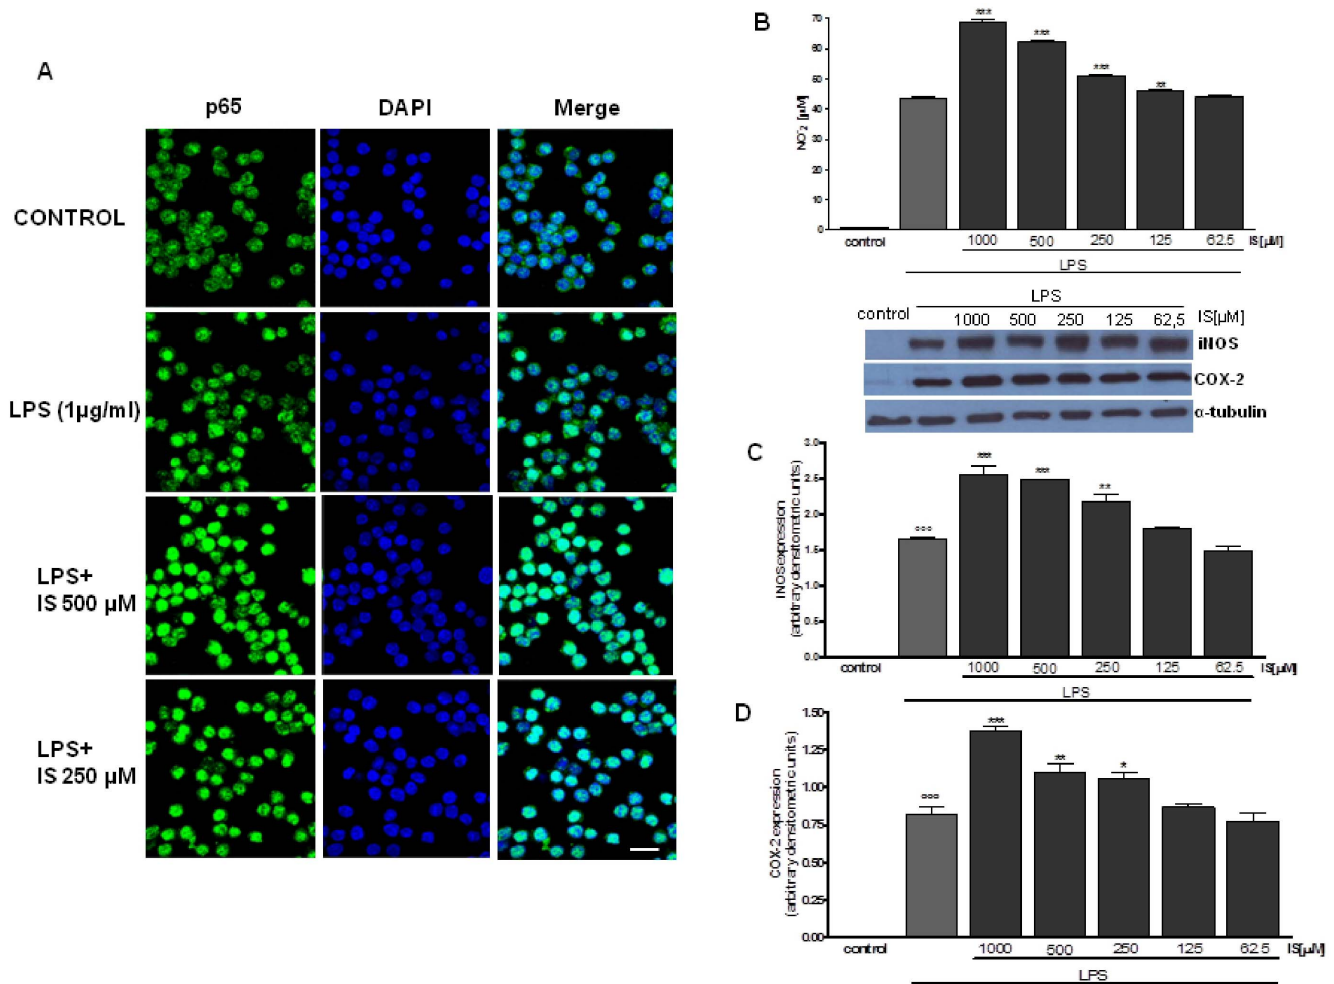 A
p65 DAPI Merge
CONTROL
LPS (1µg/ml)
LPS+
IS 500 µM
LPS+
IS 250 µM
B
NO⁻₂ [µM]
70
60
50
40
30
20
10
0
***
***
***
**
control 1000 500 250 125 62.5 IS[µM]
LPS
LPS
control 1000 500 250 125 62,5 IS[µM]
iNOS
COX-2
α-tubulin
C
iNOS expression
(arbitrary densitometric units)
3.0
2.5
2.0
1.5
1.0
0.5
0.0
°°°
***
***
**
control 1000 500 250 125 62.5 IS[µM]
LPS
D
COX-2 expression
(arbitrary densitometric units)
1.50
1.25
1.00
0.75
0.50
0.25
0.00
°°°
***
**
*
control 1000 500 250 125 62.5 IS[µM]
LPS